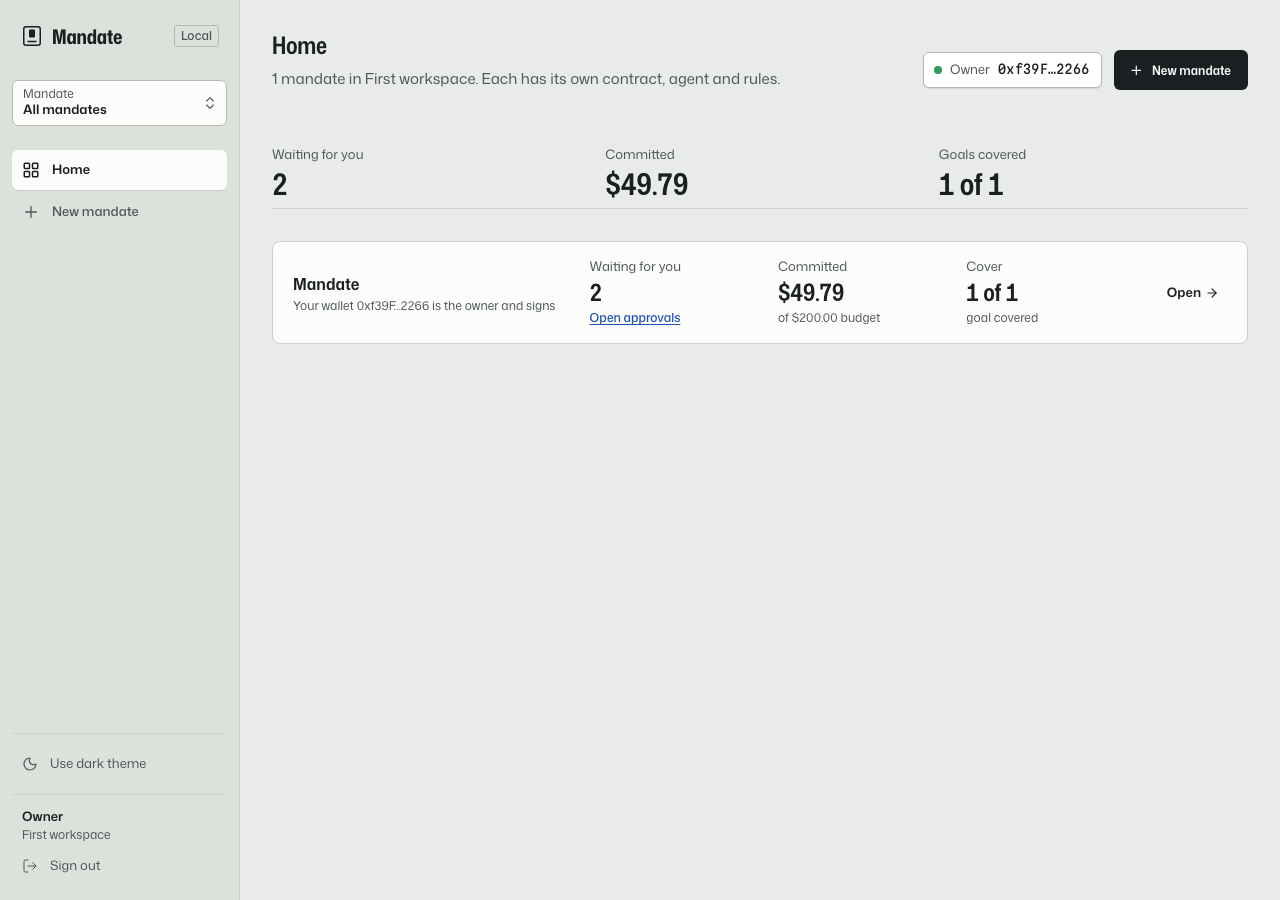 Mandate
Local
Mandate
All mandates
Home
New mandate
Use dark theme
Owner
First workspace
Sign out
Home
1 mandate in First workspace. Each has its own contract, agent and rules.
Owner 0xf39F…2266
New mandate
Waiting for you
2
Committed
$49.79
Goals covered
1 of 1
Mandate
Your wallet 0xf39F…2266 is the owner and signs
Waiting for you
2
Open approvals
Committed
$49.79
of $200.00 budget
Cover
1 of 1
goal covered
Open